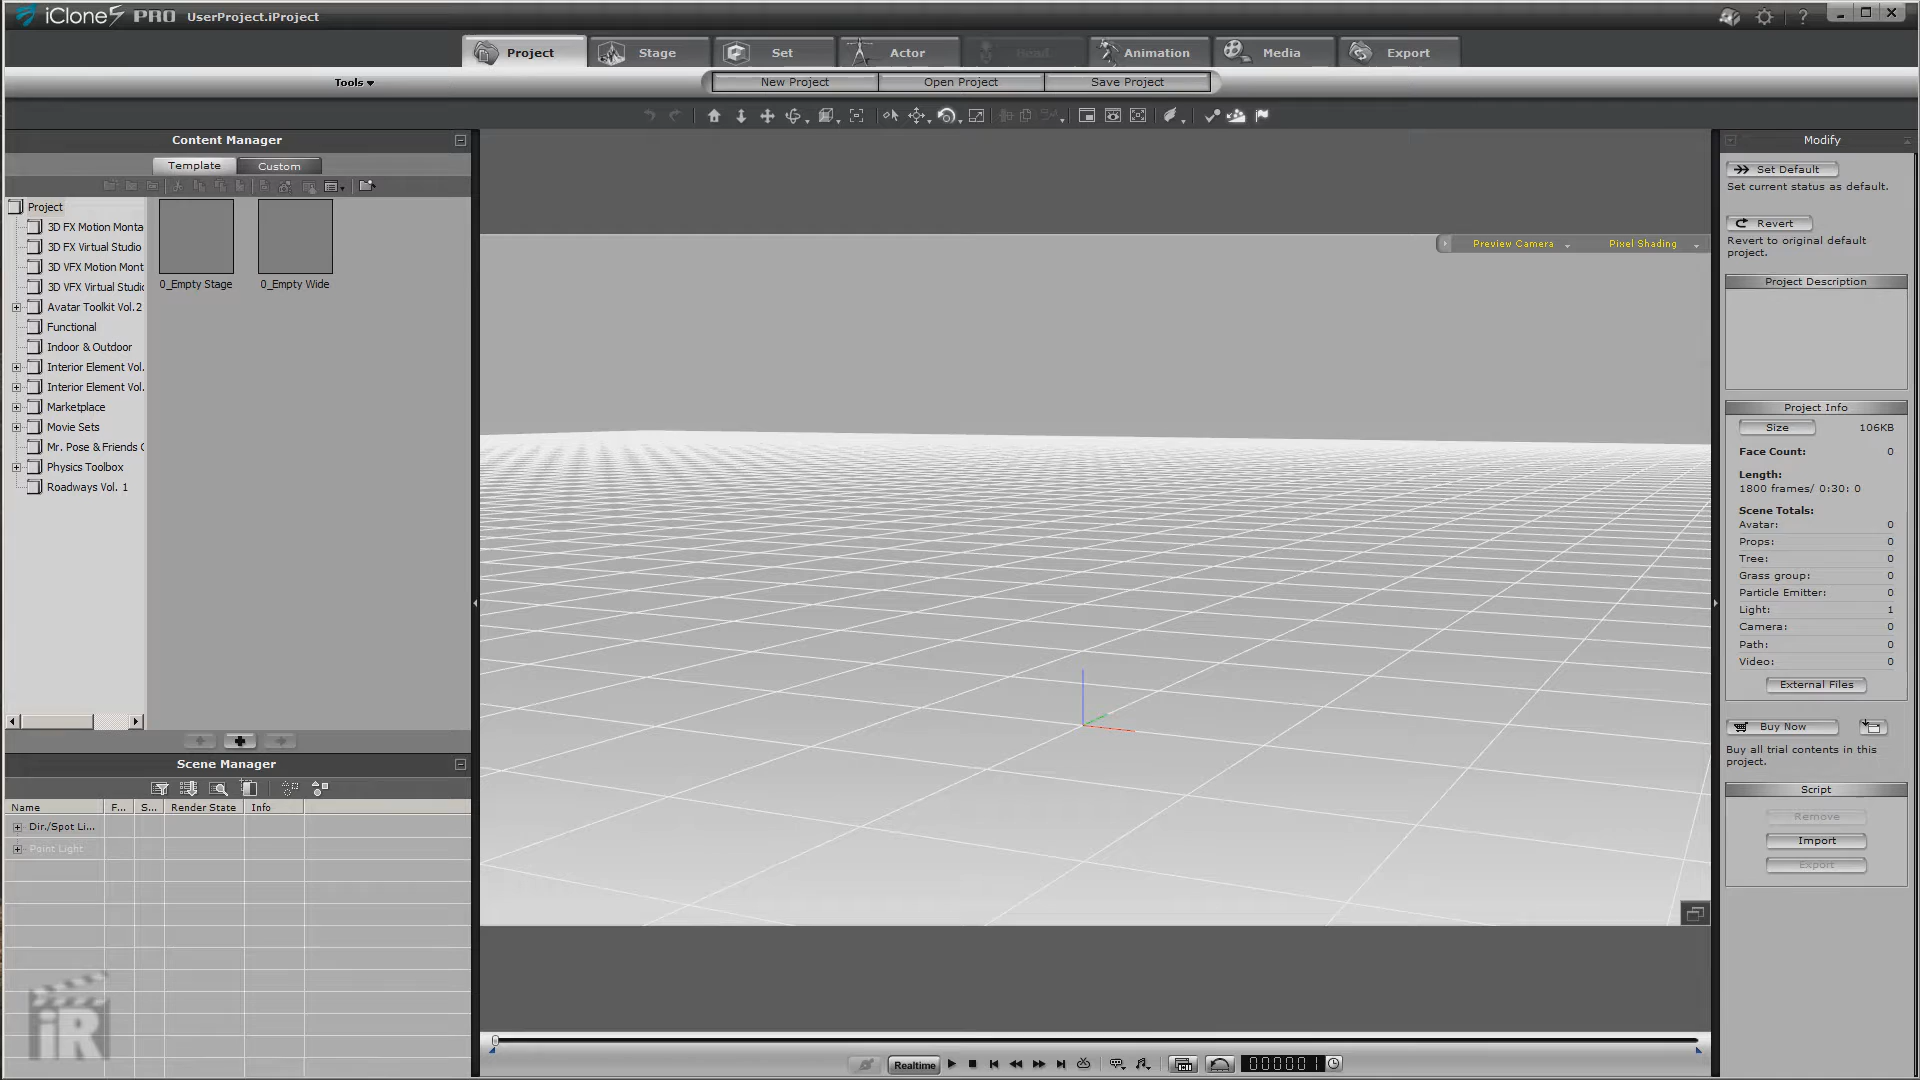 iClone5 PRO UserProject.iProject
Project Stage Set Actor Head Animation Media Export
Tools New Project Open Project Save Project
Content Manager
Template Custom
Project
3D FX Motion Monta
3D FX Virtual Studio
3D VFX Motion Mont
3D VFX Virtual Studio
Avatar Toolkit Vol.2
Functional
Indoor & Outdoor
Interior Element Vol.
Interior Element Vol.
Marketplace
Movie Sets
Mr. Pose & Friends
Physics Toolbox
Roadways Vol. 1
0_Empty Stage 0_Empty Wide
Scene Manager
Name F... S... Render State Info
Dir./Spot Li...
Point Light
iR
Preview Camera Pixel Shading
Realtime 000001
Modify
Set Default
Set current status as default.
Revert
Revert to original default
project.
Project Description
Project Info
Size 106KB
Face Count: 0
Length:
1800 frames/ 0:30: 0
Scene Totals:
Avatar: 0
Props: 0
Tree: 0
Grass group: 0
Particle Emitter: 0
Light: 1
Camera: 0
Path: 0
Video: 0
External Files
Buy Now
Buy all trial contents in this
project.
Script
Remove
Import
Export